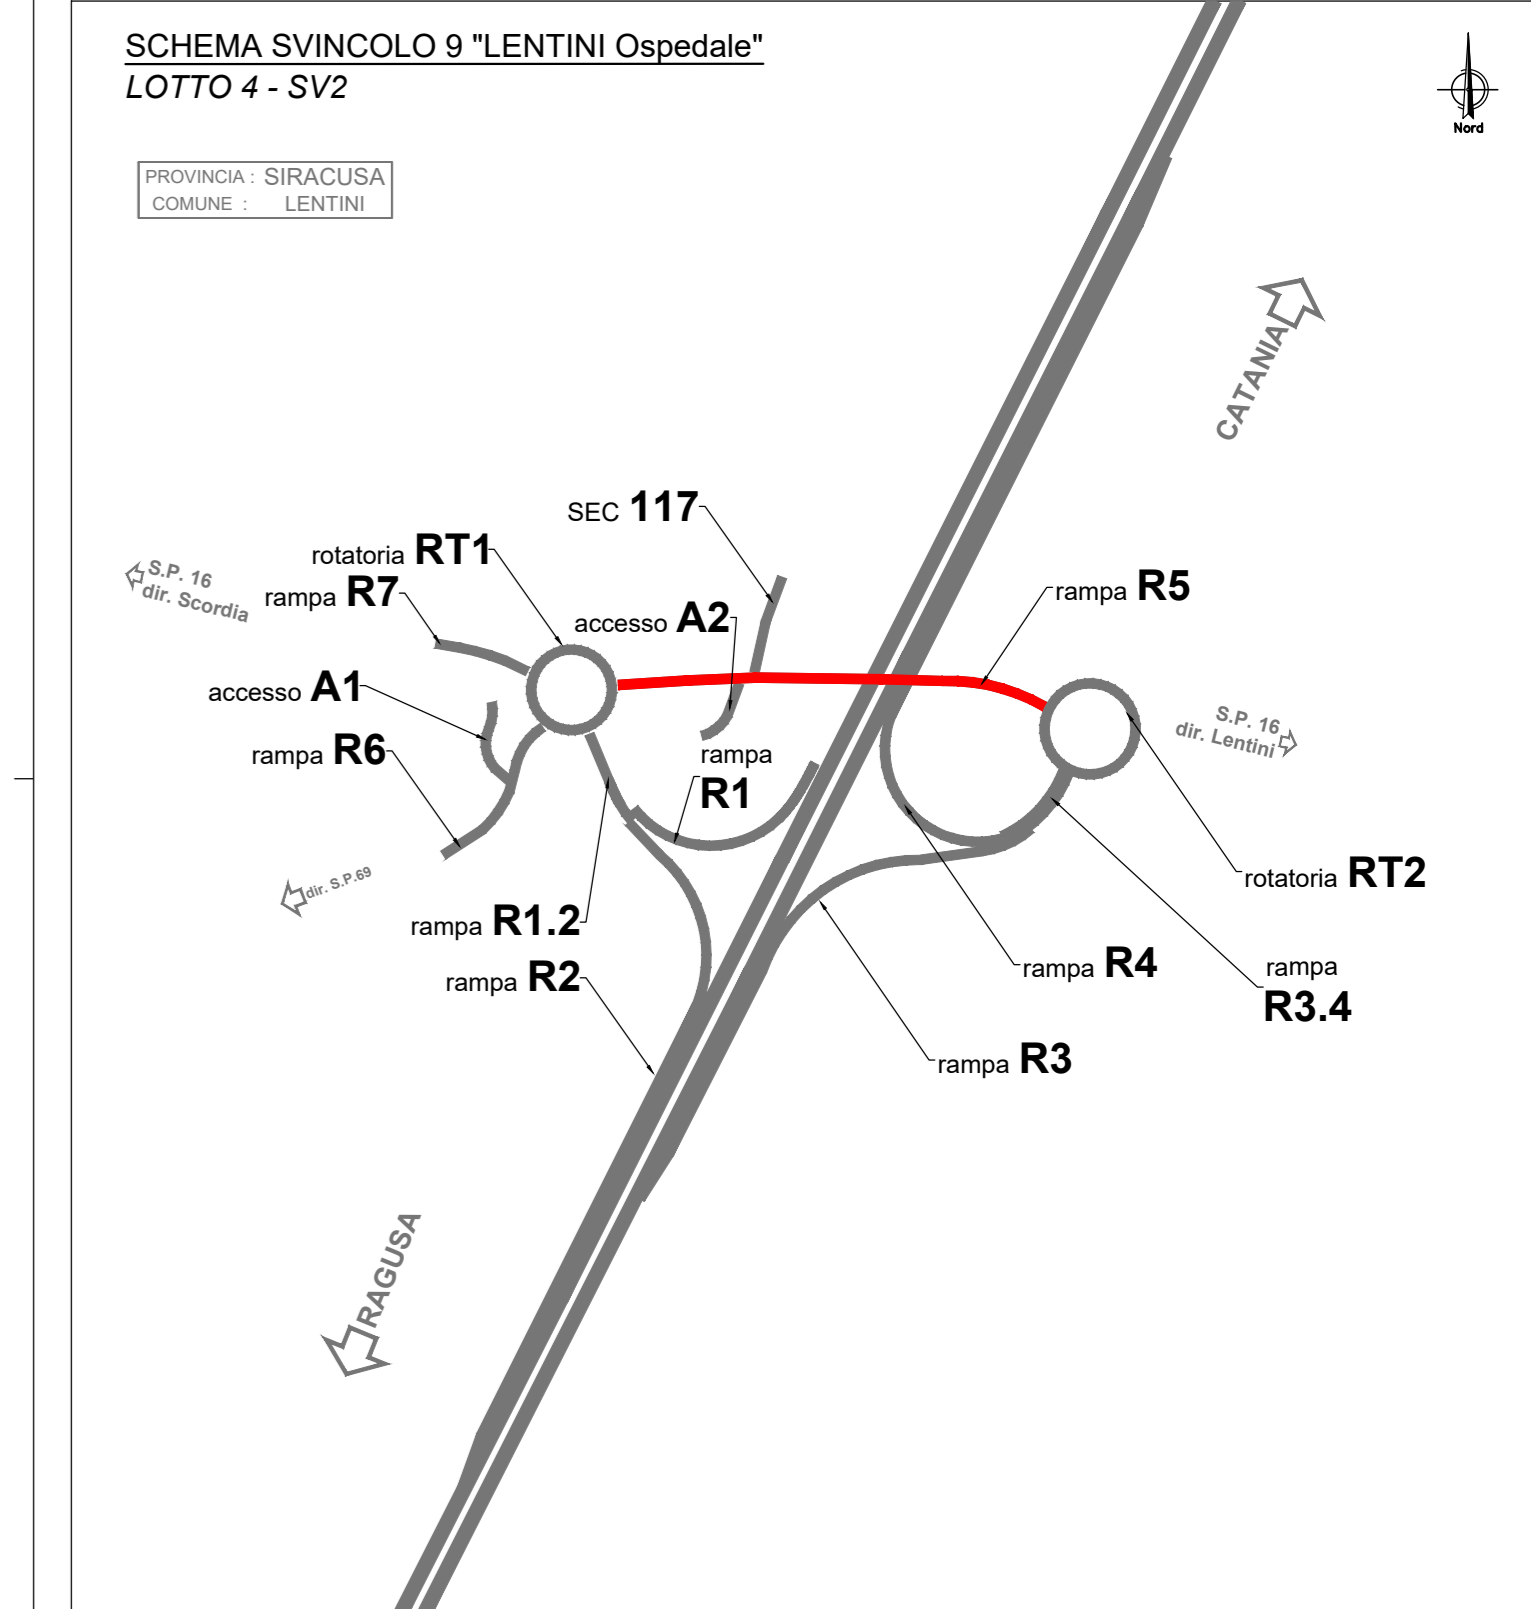 SCHEMA SVINCOLO 9 "LENTINI Ospedale"
LOTTO 4 - SV2
Nord
PROVINCIA : SIRACUSA
COMUNE : LENTINI
CATANIA
SEC 117
rotatoria RT1
S.P. 16
dir. Scordia
rampa R7
rampa R5
accesso A2
accesso A1
S.P. 16
dir. Lentini
rampa R6
rampa
R1
dir. S.P.69
rotatoria RT2
rampa R1.2
rampa R2
rampa R4
rampa
R3.4
rampa R3
RAGUSA